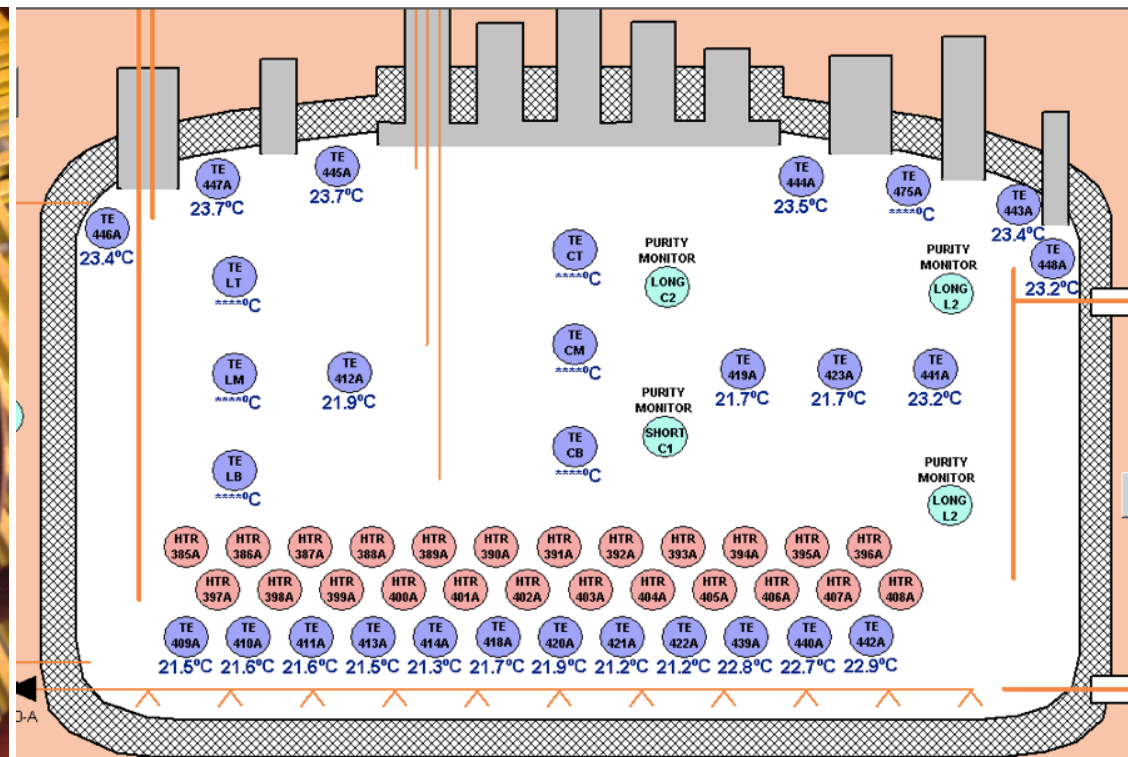 TE
445A
23.7ºC
TE
444A
23.5ºC
TE
447A
23.7ºC
TE
475A
****ºC
TE
443A
23.4ºC
TE
446A
23.4ºC
TE
448A
23.2ºC
TE
LT
****ºC
TE
CT
****ºC
PURITY
MONITOR
LONG
C2
PURITY
MONITOR
LONG
L2
TE
LM
****ºC
TE
412A
21.9ºC
TE
CM
****ºC
TE
419A
21.7ºC
TE
423A
21.7ºC
TE
441A
23.2ºC
TE
LB
****ºC
TE
CB
****ºC
PURITY
MONITOR
SHORT
C1
PURITY
MONITOR
LONG
L2
HTR
385A
HTR
386A
HTR
387A
HTR
388A
HTR
389A
HTR
390A
HTR
391A
HTR
392A
HTR
393A
HTR
394A
HTR
395A
HTR
396A
HTR
397A
HTR
398A
HTR
399A
HTR
400A
HTR
401A
HTR
402A
HTR
403A
HTR
404A
HTR
405A
HTR
406A
HTR
407A
HTR
408A
TE
409A
21.5ºC
TE
410A
21.6ºC
TE
411A
21.6ºC
TE
413A
21.5ºC
TE
414A
21.3ºC
TE
418A
21.7ºC
TE
420A
21.9ºC
TE
421A
21.2ºC
TE
422A
21.2ºC
TE
439A
22.8ºC
TE
440A
22.7ºC
TE
442A
22.9ºC